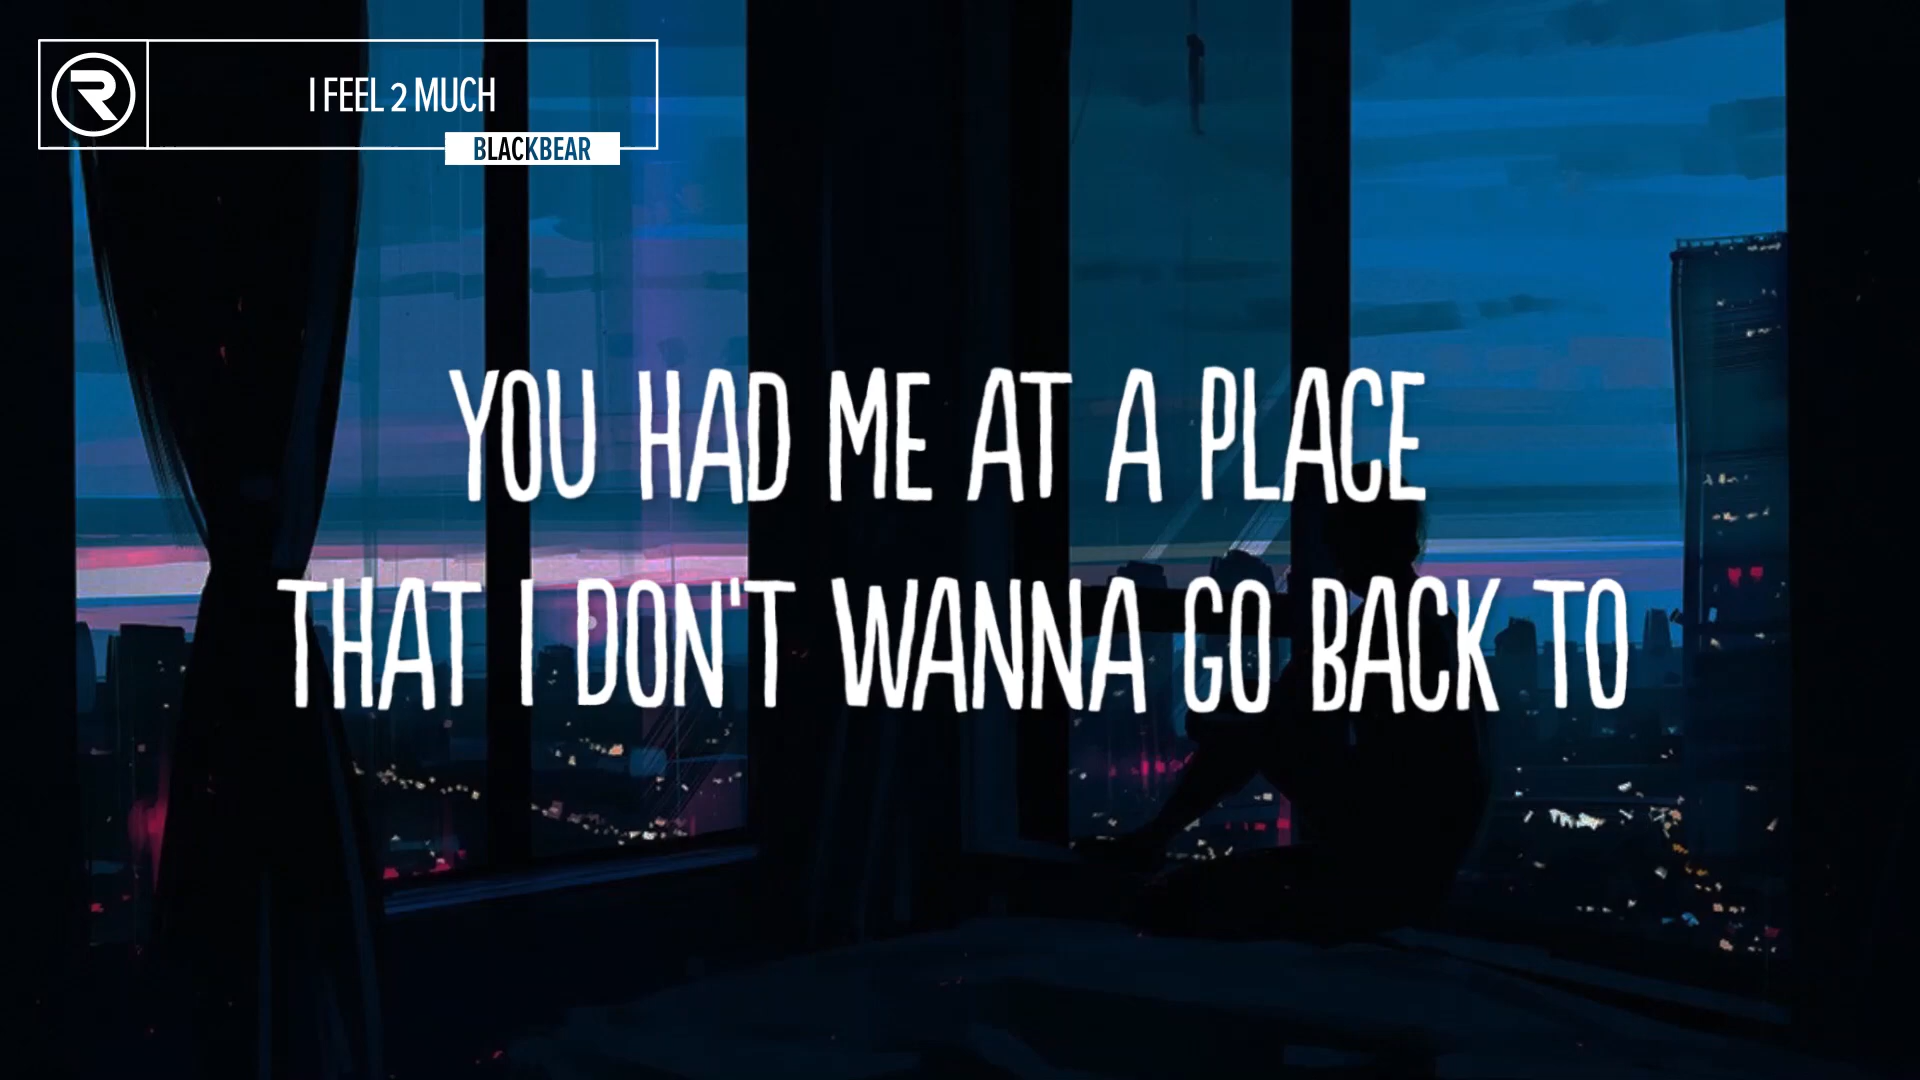 R
I FEEL 2 MUCH
BLACKBEAR
YOU HAD ME AT A PLACE
THAT I DON'T WANNA GO BACK TO